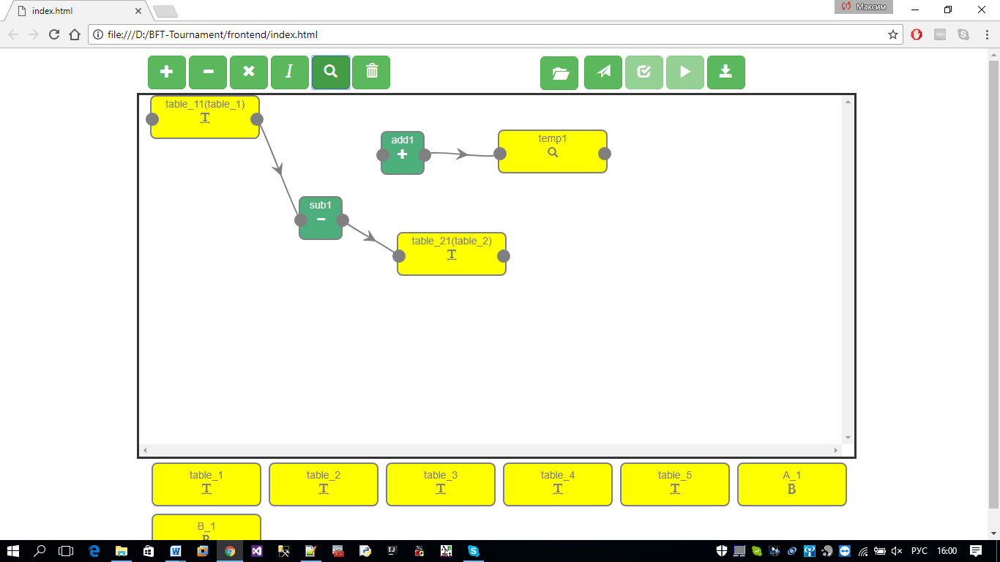 index.html
Максим
file:///D:/BFT-Tournament/frontend/index.html
I
table_11(table_1)
T
add1
temp1
sub1
table_21(table_2)
T
table_1
table_2
table_3
table_4
table_5
A_1
T
T
T
T
T
B
B_1
РУС
16:00